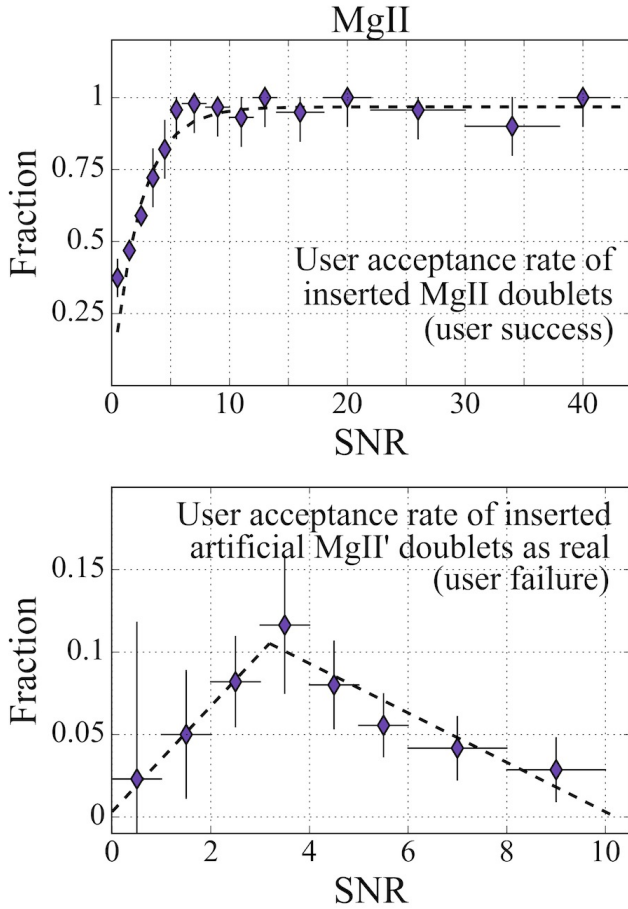 MgII
1
0.75
0.5
0.25
Fraction
User acceptance rate of
inserted MgII doublets
(user success)
0 10 20 30 40
SNR
User acceptance rate of inserted
artificial MgII' doublets as real
(user failure)
0.15
0.1
0.05
0
Fraction
0 2 4 6 8 10
SNR